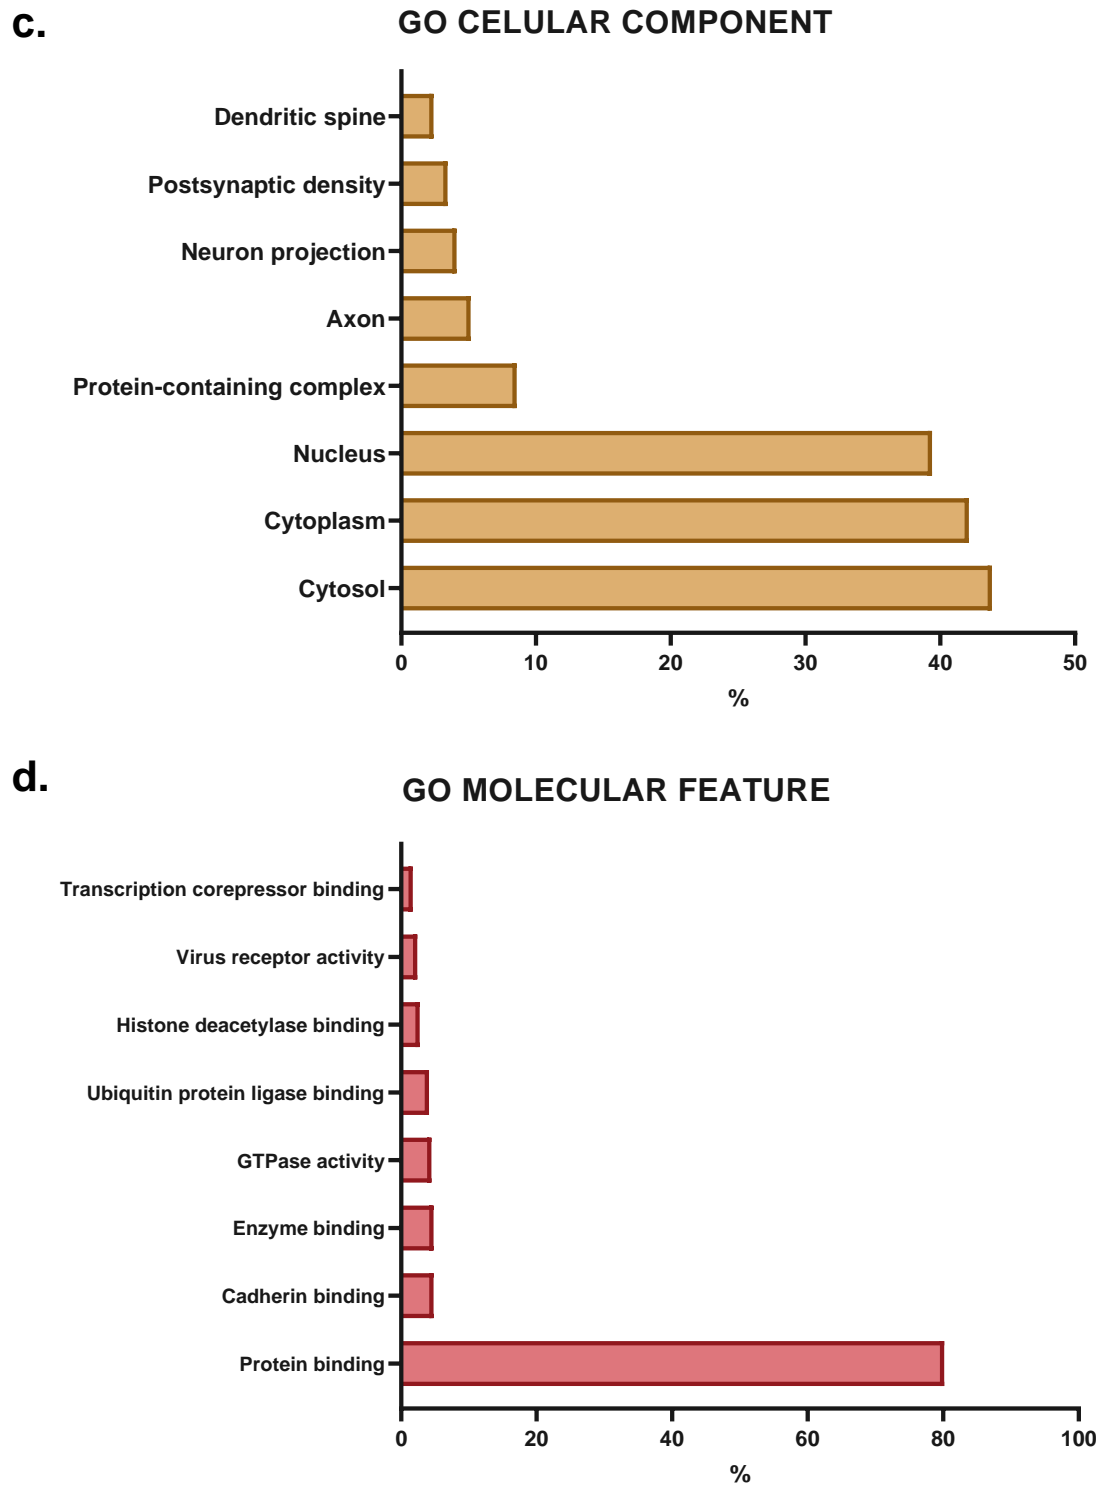 c.
GO CELULAR COMPONENT
Dendritic spine
Postsynaptic density
Neuron projection
Axon
Protein-containing complex
Nucleus
Cytoplasm
Cytosol
0 10 20 30 40 50
%
d.
GO MOLECULAR FEATURE
Transcription corepressor binding
Virus receptor activity
Histone deacetylase binding
Ubiquitin protein ligase binding
GTPase activity
Enzyme binding
Cadherin binding
Protein binding
0 20 40 60 80 100
%